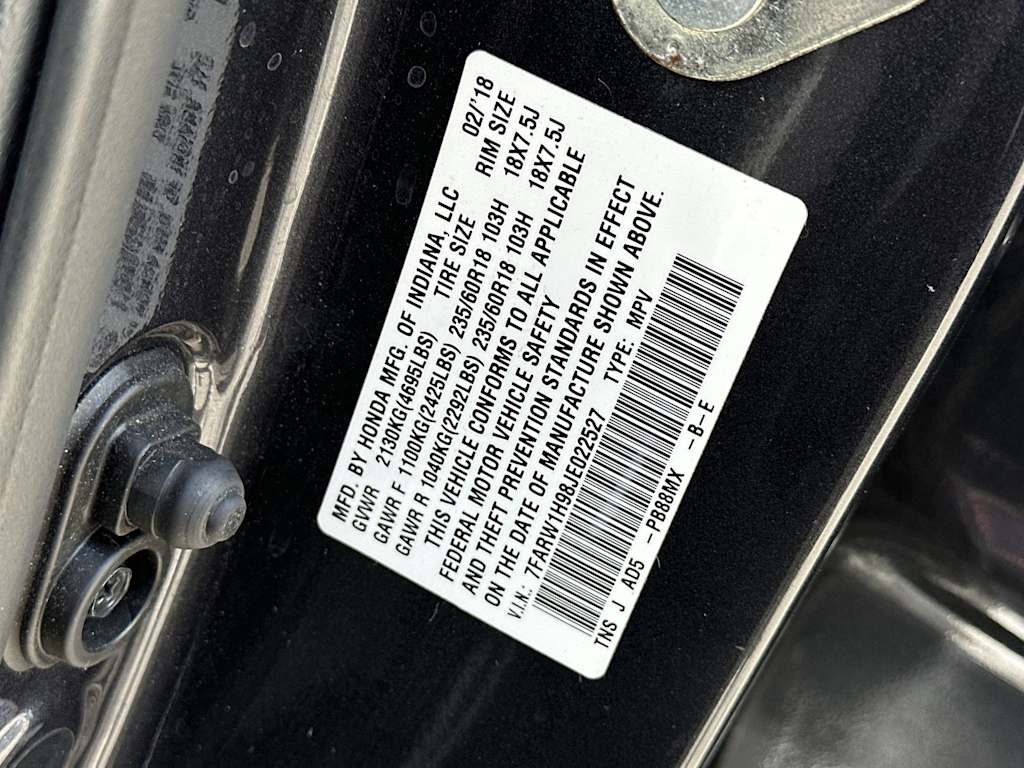 MFD. BY HONDA MFG. OF INDIANA, LLC 02/'18
GVWR 2130KG(4695LBS) TIRE SIZE RIM SIZE
GAWR F 1100KG(2425LBS) 235/60R18 103H 18X7.5J
GAWR R 1040KG(2292LBS) 235/60R18 103H 18X7.5J
THIS VEHICLE CONFORMS TO ALL APPLICABLE
FEDERAL MOTOR VEHICLE SAFETY
AND THEFT PREVENTION STANDARDS IN EFFECT
ON THE DATE OF MANUFACTURE SHOWN ABOVE.
V.I.N.: 7FARW1H98JE022527 TYPE: MPV
TNS J AD5 -PB88MX -B-E